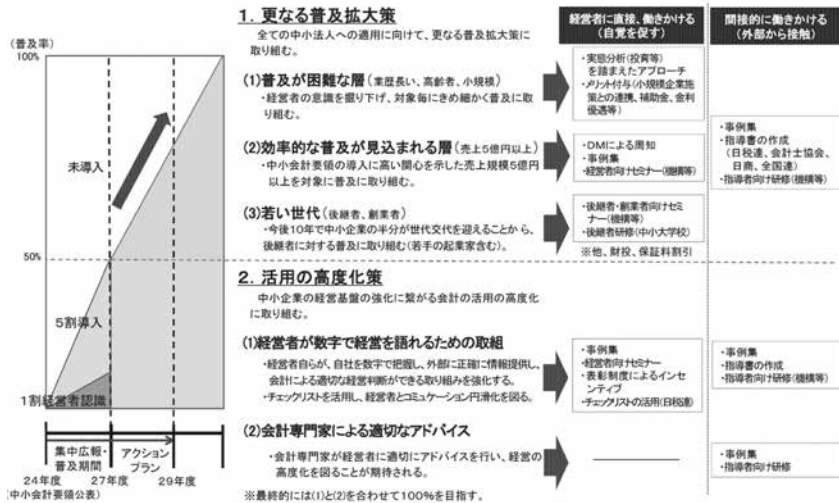 (普及率)
100%
未導入
50%
5割導入
1割経営者認識
集中広報・
普及期間
アクション
プラン
24年度
27年度
29年度
(中小会計要領公表)
1. 更なる普及拡大策
全ての中小法人への適用に向けて、更なる普及拡大策に
取り組む。
(1)普及が困難な層(業歴長い、高齢者、小規模)
・経営者の意識を掘り下げ、対象毎にきめ細かく普及に取
り組む。
(2)効率的な普及が見込まれる層(売上5億円以上)
・中小会計要領の導入に高い関心を示した売上規模5億円
以上を対象に普及に取り組む。
(3)若い世代(後継者、創業者)
・今後10年で中小企業の半分が世代交代を迎えることから、
後継者に対する普及に取り組む(若手の起業家含む)。
2. 活用の高度化策
中小企業の経営基盤の強化に繋がる会計の活用の高度化
に取り組む。
(1)経営者が数字で経営を語れるための取組
・経営者自らが、自社を数字で把握し、外部に正確に情報提供し、
会計による適切な経営判断ができる取り組みを強化する。
・チェックリストを活用し、経営者とコミュケーション円滑化を図る。
(2)会計専門家による適切なアドバイス
・会計専門家が経営者に適切にアドバイスを行い、経営の
高度化を図ることが期待される。
※最終的には(1)と(2)を合わせて100%を目指す。
経営者に直接、働きかける
(自覚を促す)
・実態分析(投育等)
を踏まえたアプローチ
・メリット付与(小規模企業施
策との連携、補助金、金利
優遇等)
・DMによる周知
・事例集
・経営者向けセミナー(機構等)
・後継者・創業者向けセミ
ナー(機構等)
・後継者研修(中小大学校)
※他、財投、保証料割引
・事例集
・経営者向けセミナー
・表彰制度によるインセ
ンティブ
・チェックリストの活用(日税連)
間接的に働きかける
(外部から接触)
・事例集
・指導書の作成
(日税連、会計士協会、
日商、全国連)
・指導者向け研修(機構等)
・事例集
・指導書の作成
・指導者向け研修(機構等)
・事例集
・指導者向け研修